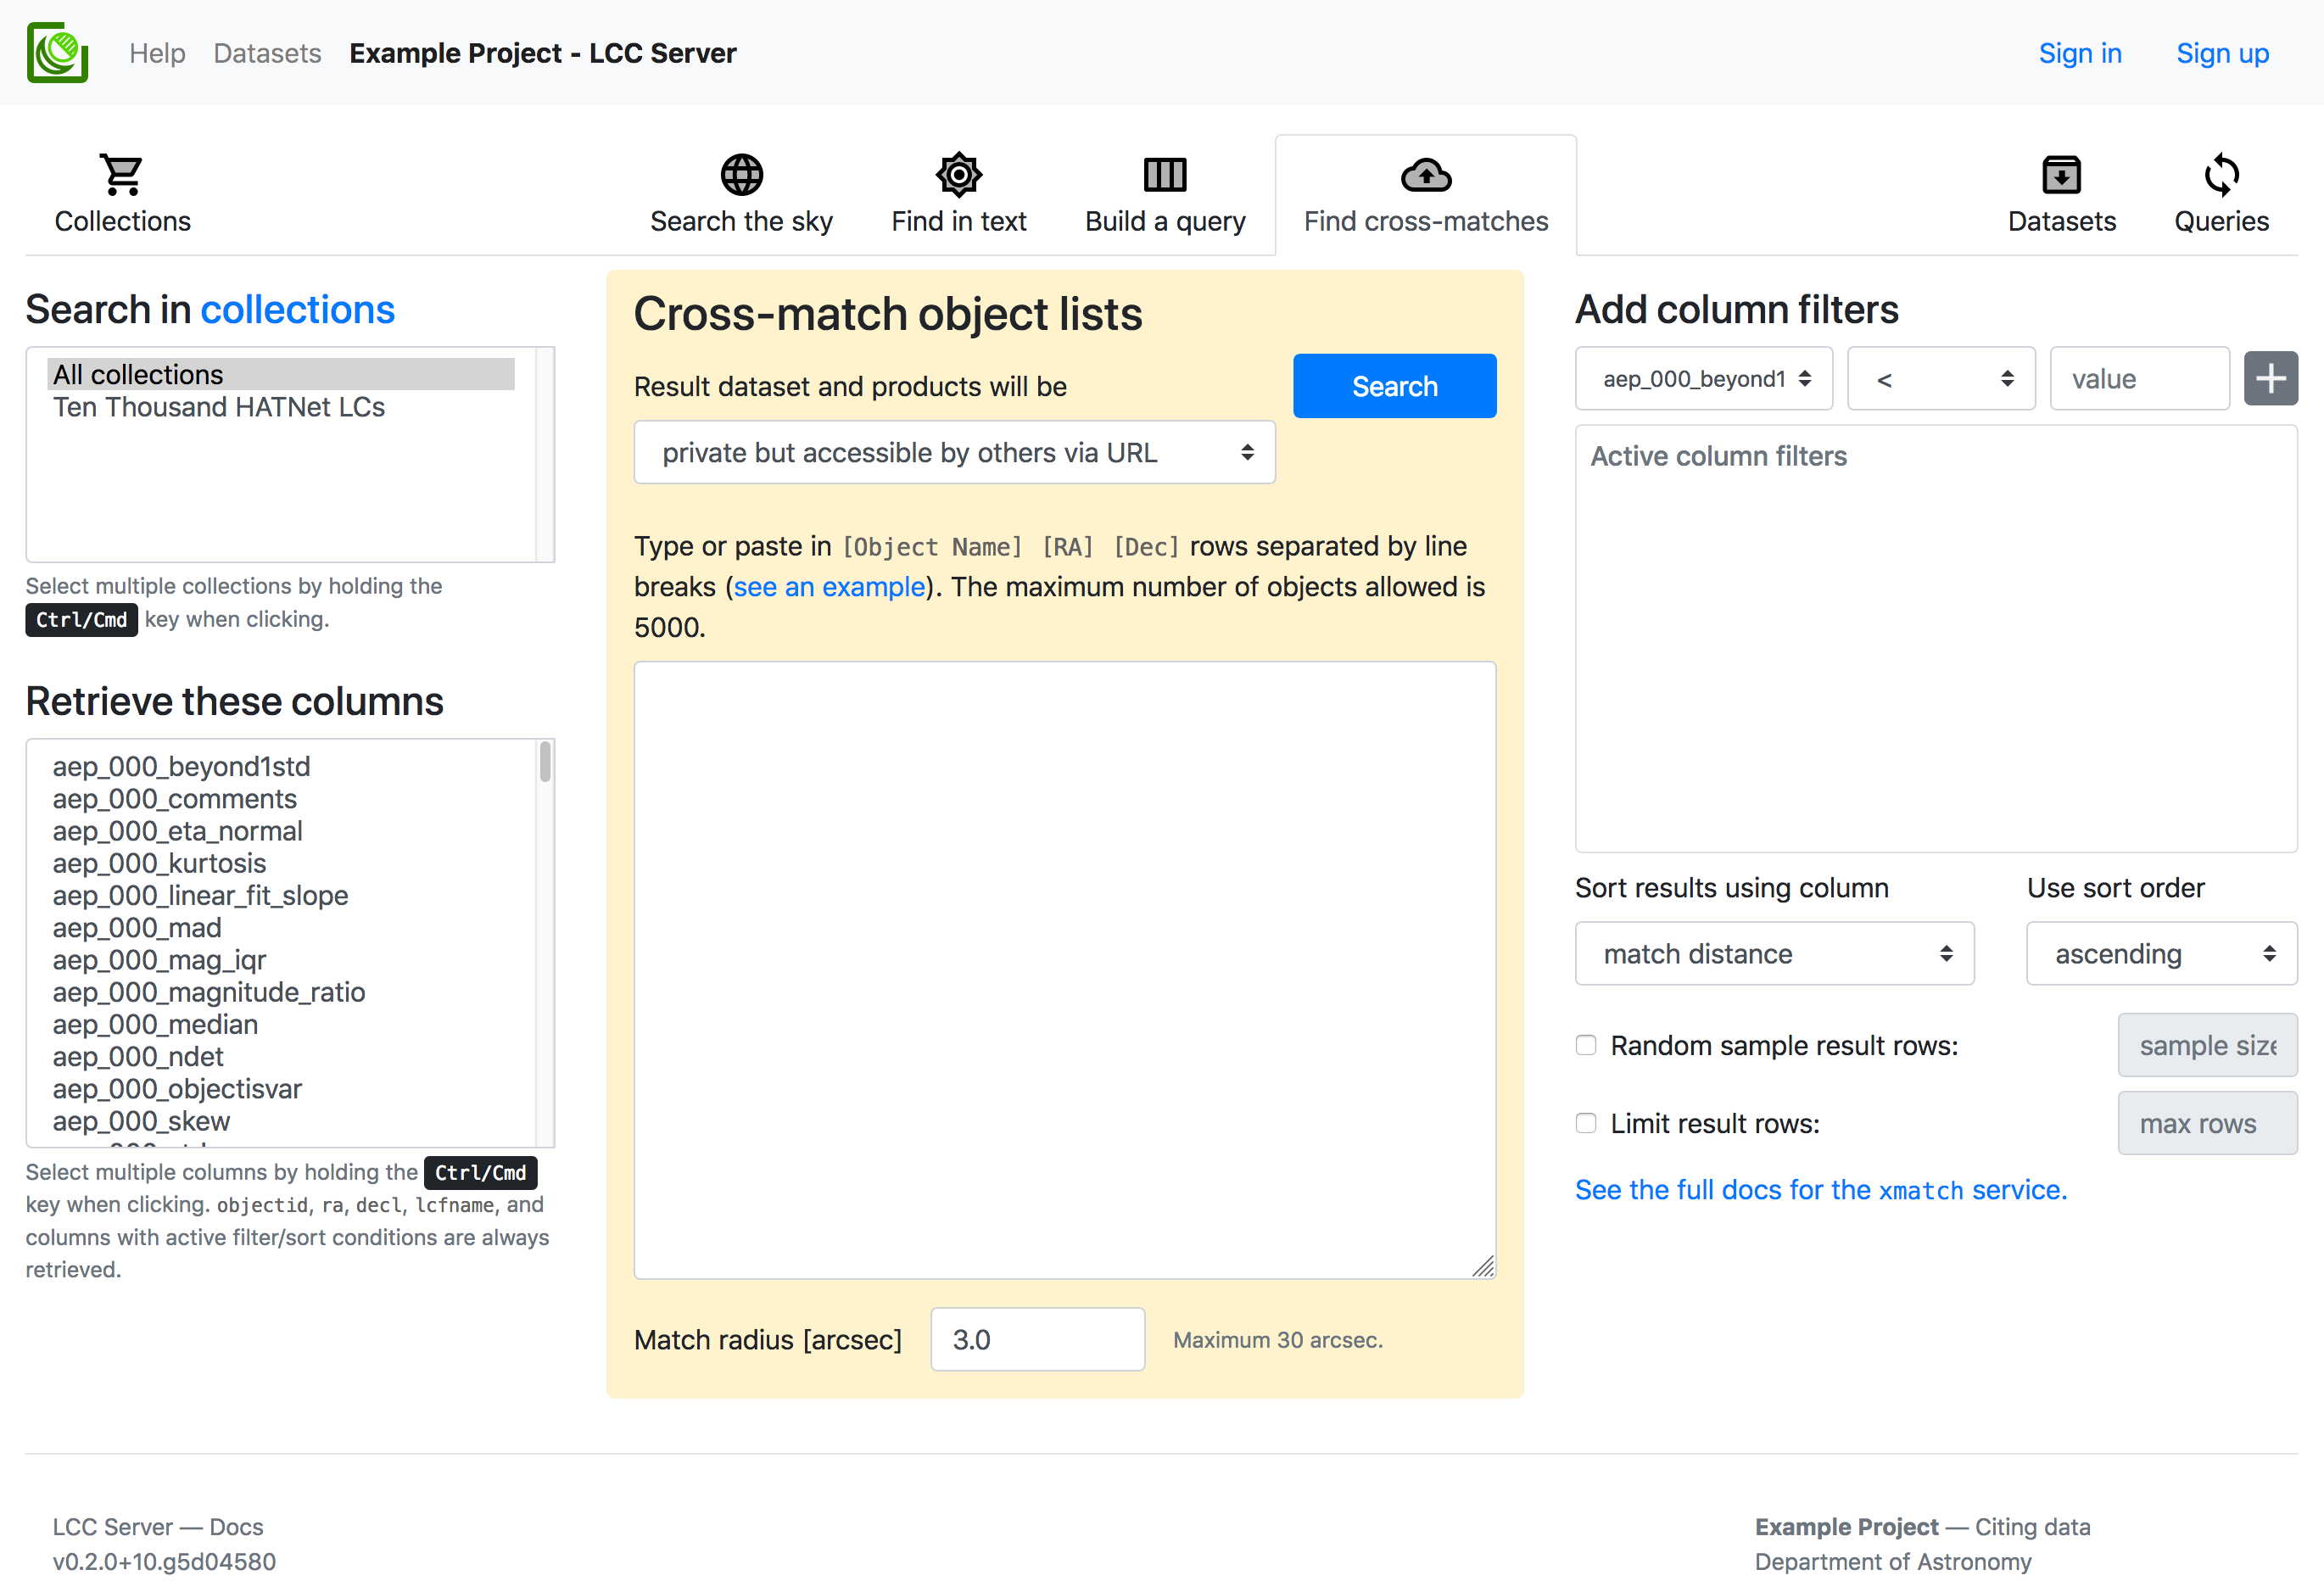 Help Datasets Example Project - LCC Server Sign in Sign up
Collections Search the sky Find in text Build a query Find cross-matches Datasets Queries
Search in collections
All collections
Ten Thousand HATNet LCs
Select multiple collections by holding the
Ctrl/Cmd key when clicking.
Retrieve these columns
aep_000_beyond1std
aep_000_comments
aep_000_eta_normal
aep_000_kurtosis
aep_000_linear_fit_slope
aep_000_mad
aep_000_mag_iqr
aep_000_magnitude_ratio
aep_000_median
aep_000_ndet
aep_000_objectisvar
aep_000_skew
Select multiple columns by holding the Ctrl/Cmd
key when clicking. objectid, ra, decl, lcfname, and
columns with active filter/sort conditions are always
retrieved.
Cross-match object lists
Result dataset and products will be
Search
private but accessible by others via URL
Type or paste in [Object Name] [RA] [Dec] rows separated by line
breaks (see an example). The maximum number of objects allowed is
5000.
Match radius [arcsec] 3.0 Maximum 30 arcsec.
Add column filters
aep_000_beyond1 < value
Active column filters
Sort results using column Use sort order
match distance ascending
Random sample result rows: sample size
Limit result rows: max rows
See the full docs for the xmatch service.
LCC Server — Docs
v0.2.0+10.g5d04580
Example Project — Citing data
Department of Astronomy